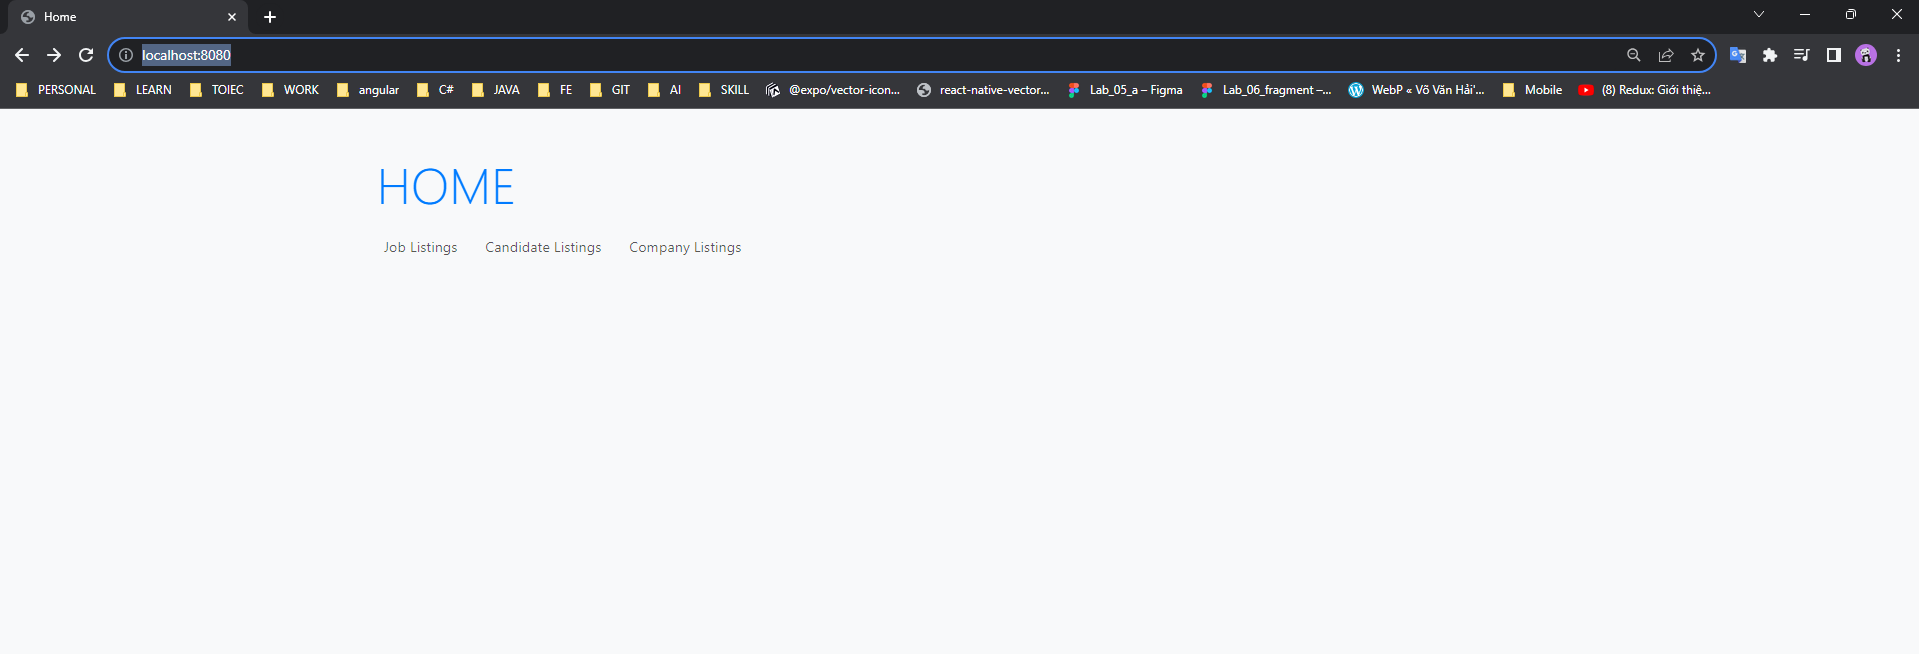 Home
localhost:8080
PERSONAL LEARN TOIEC WORK angular C# JAVA FE GIT AI SKILL @expo/vector-icon... react-native-vector... Lab_05_a – Figma Lab_06_fragment –... WebP « Võ Văn Hải'... Mobile (8) Redux: Giới thiệ...
HOME
Job Listings Candidate Listings Company Listings